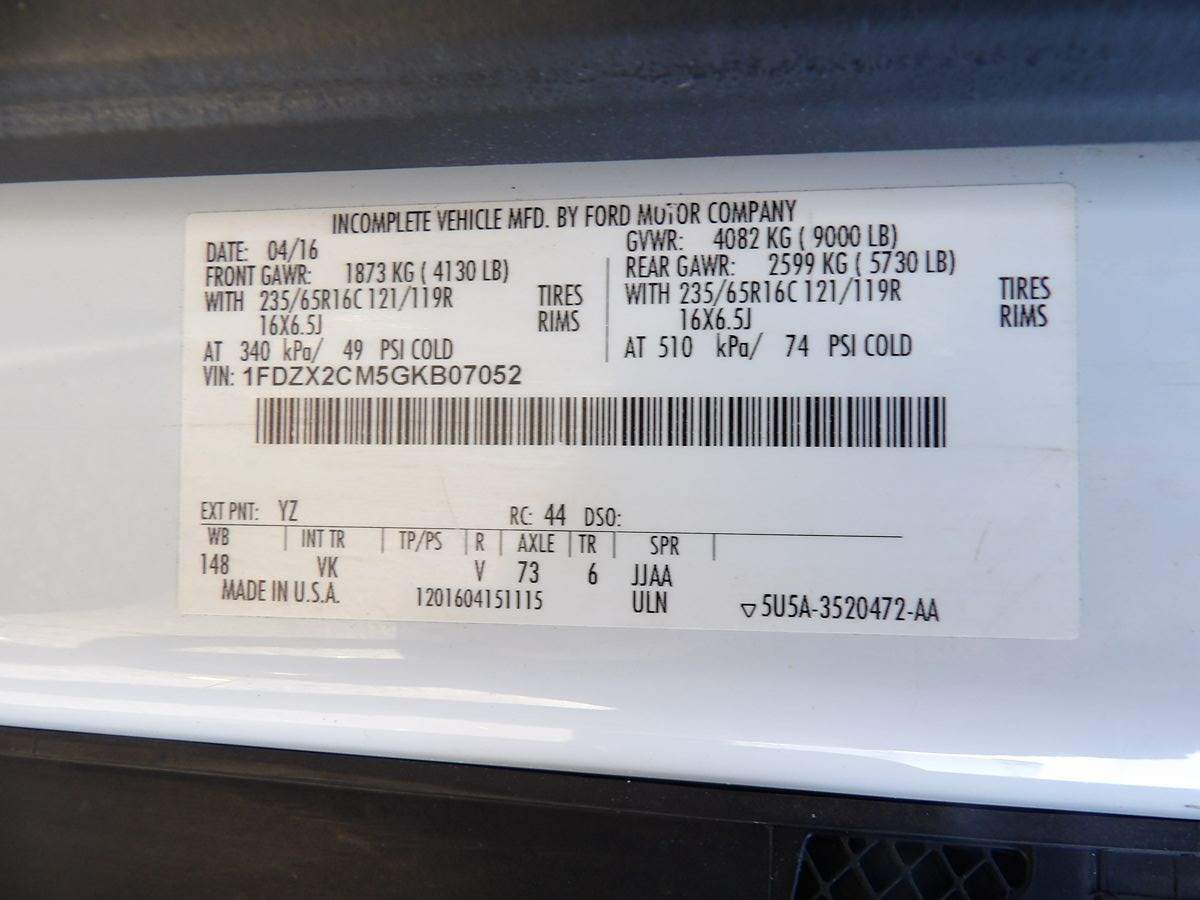 INCOMPLETE VEHICLE MFD. BY FORD MOTOR COMPANY
DATE: 04/16 GVWR: 4082 KG ( 9000 LB)
FRONT GAWR: 1873 KG ( 4130 LB) REAR GAWR: 2599 KG ( 5730 LB)
WITH 235/65R16C 121/119R TIRES WITH 235/65R16C 121/119R TIRES
16X6.5J RIMS 16X6.5J RIMS
AT 340 kPa/ 49 PSI COLD AT 510 kPa/ 74 PSI COLD
VIN: 1FDZX2CM5GKB07052
EXT PNT: YZ RC: 44 DSO:
WB INT TR TP/PS R AXLE TR SPR
148 VK V 73 6 JJAA
MADE IN U.S.A. 1201604151115 ULN ▽5U5A-3520472-AA